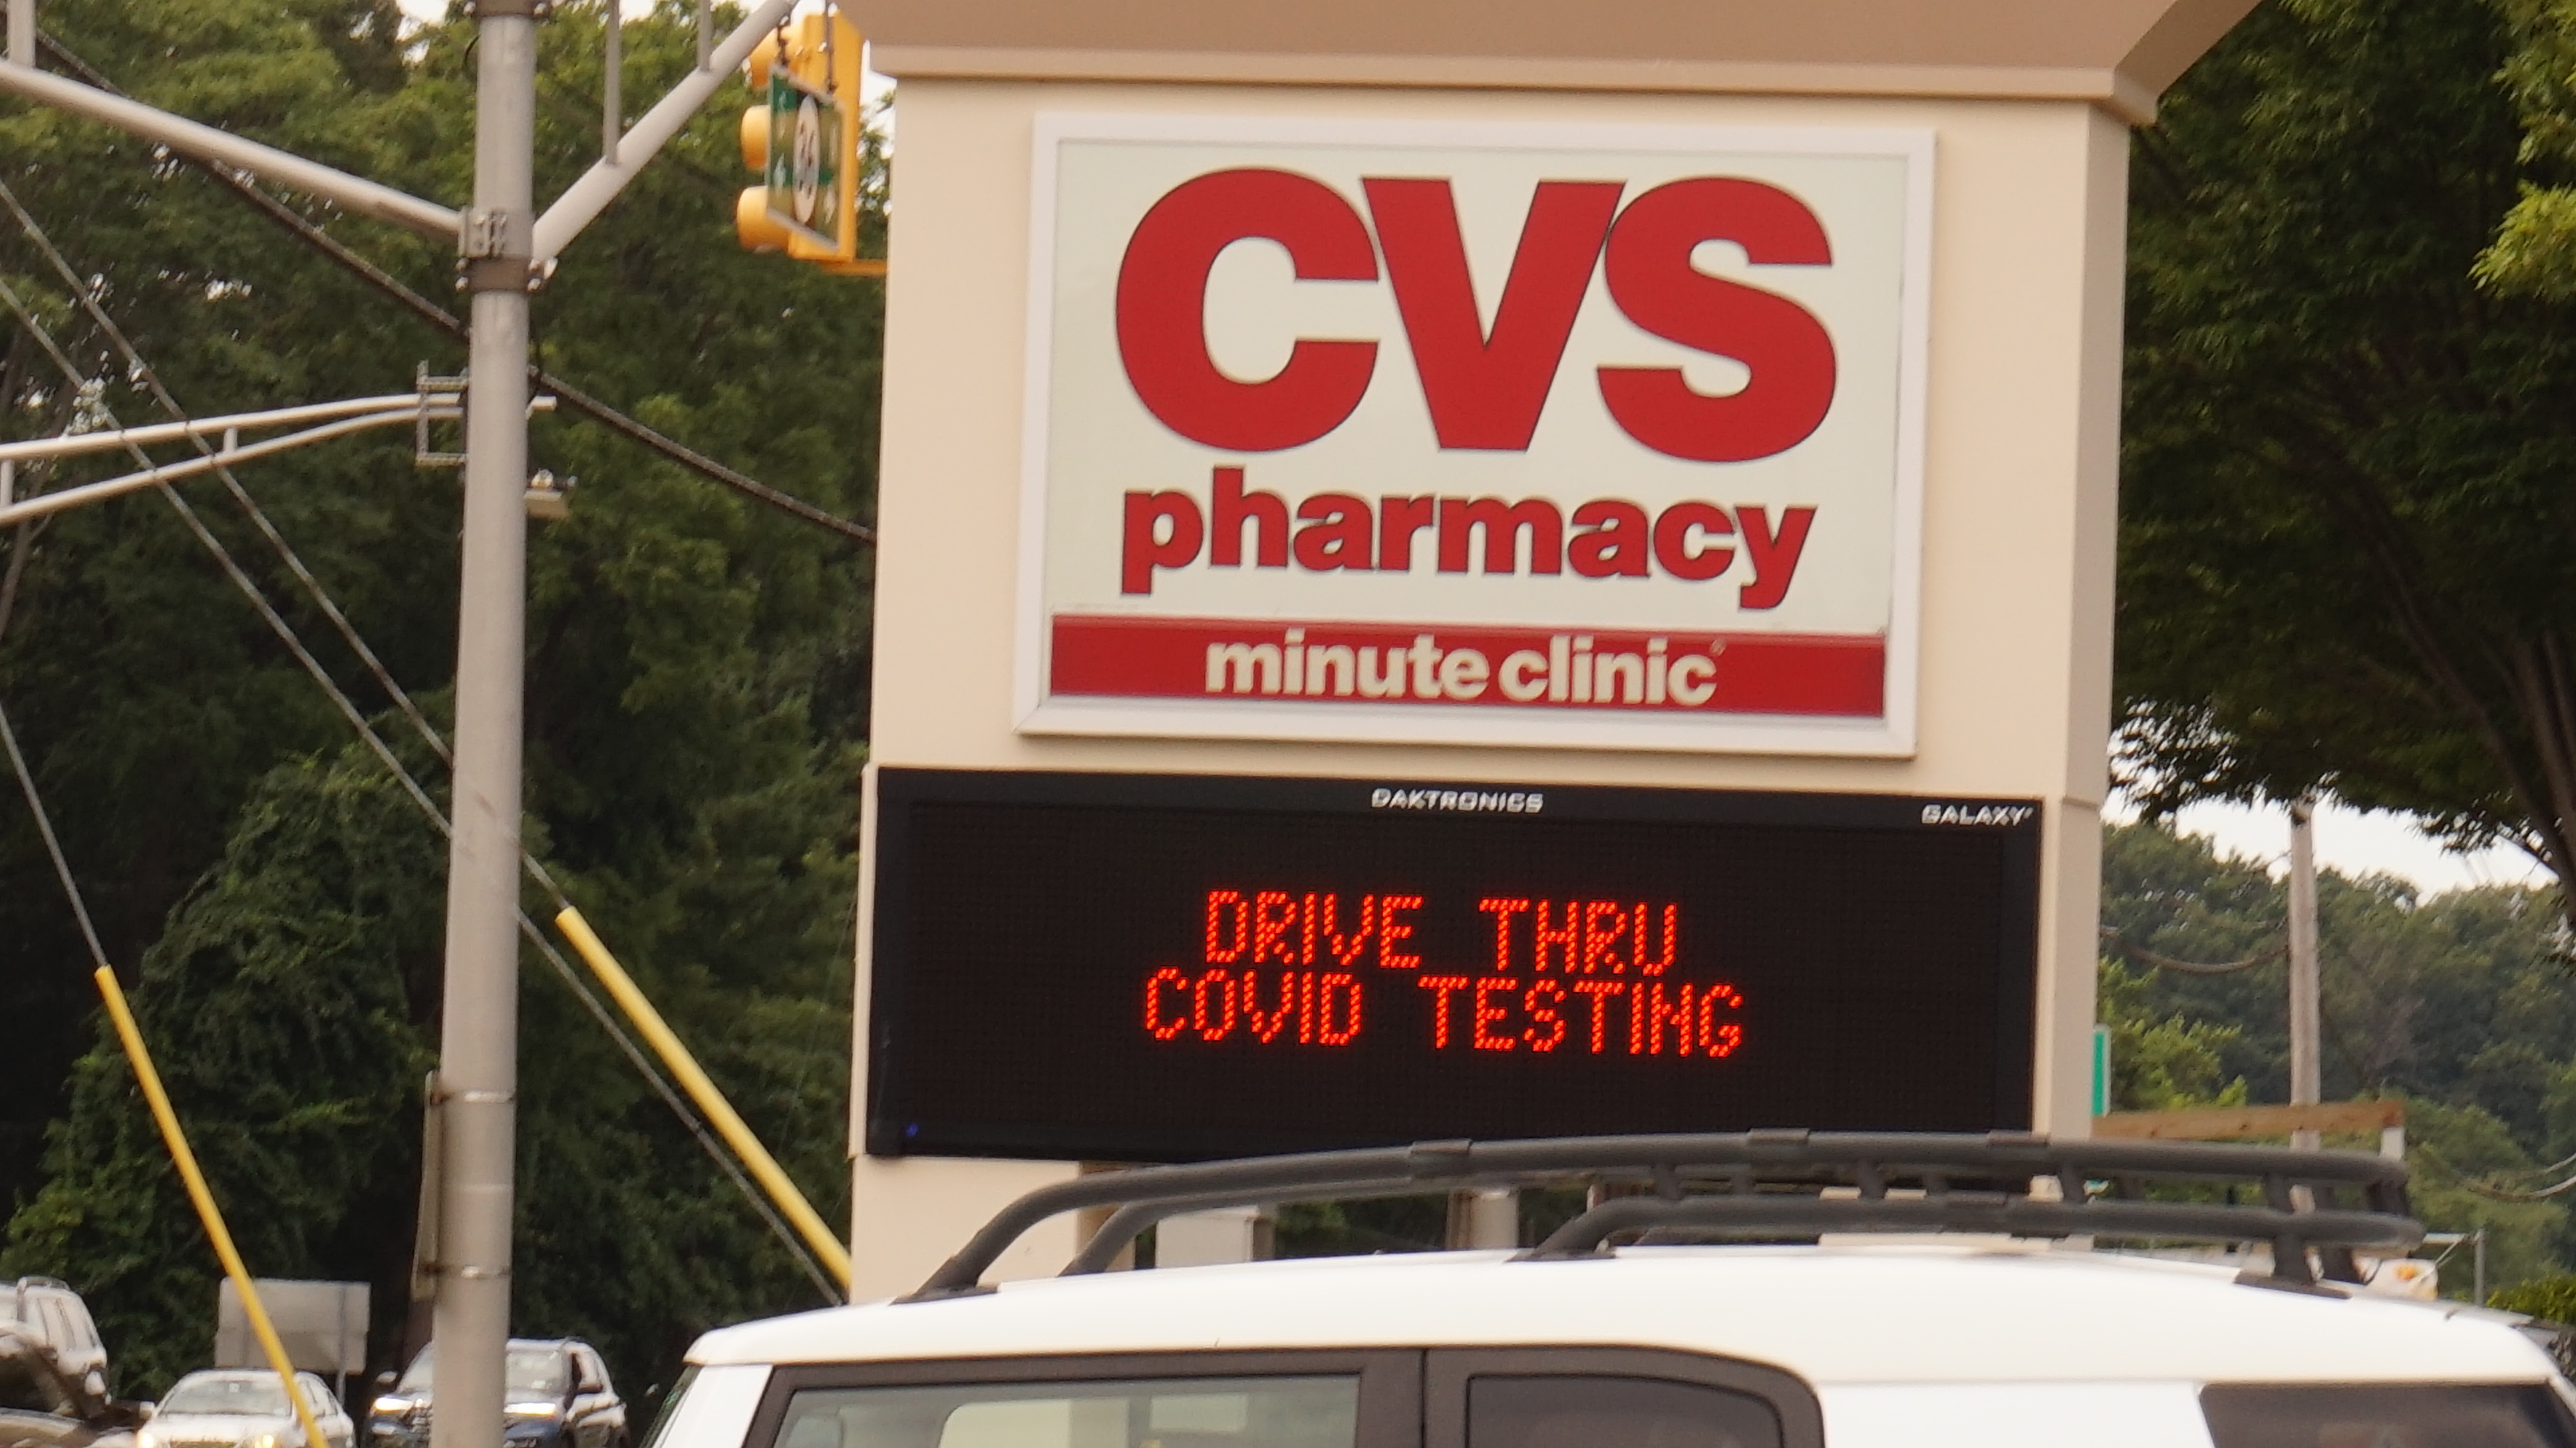 CVS
pharmacy
minute clinic
DAKTRONICS
GALAXY
DRIVE THRU
COVID TESTING